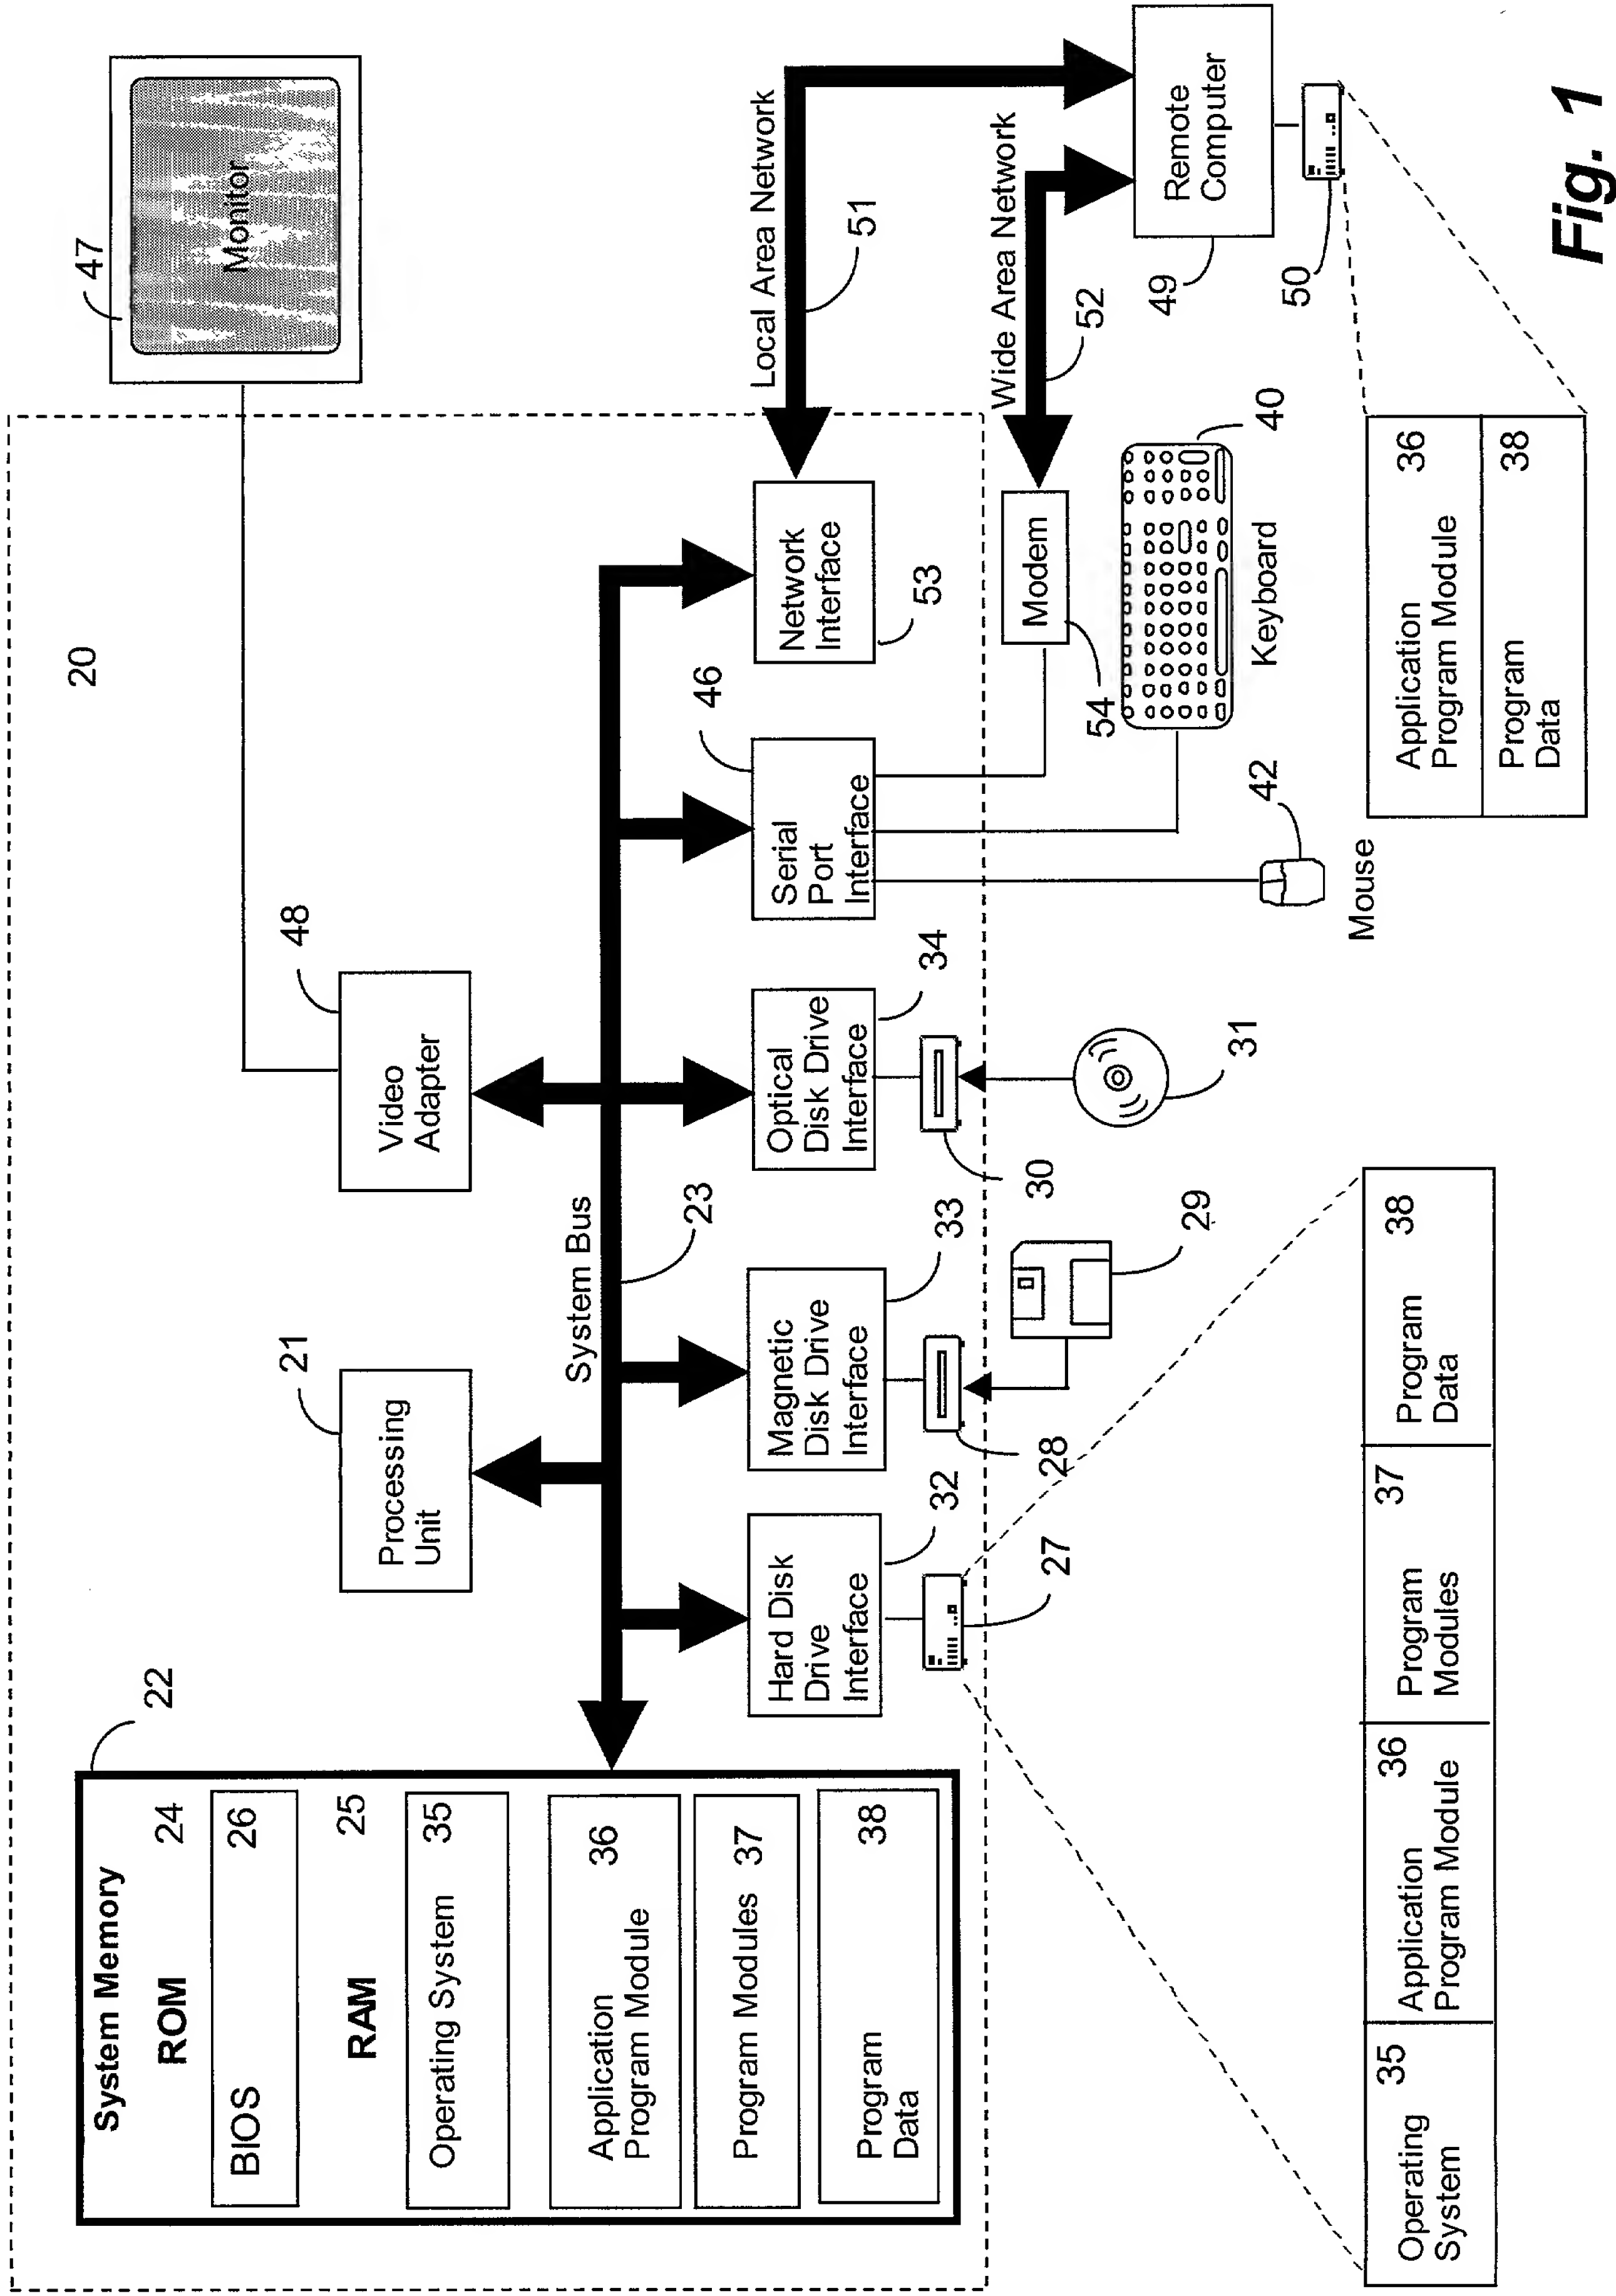 20
System Memory
22
ROM 24
BIOS 26
RAM 25
Operating System 35
Application
Program Module
36
Program Modules 37
Program
Data
38
Processing
Unit
21
Video
Adapter
48
47
Monitor
System Bus
23
Hard Disk
Drive
Interface
32
Magnetic
Disk Drive
Interface
33
Optical
Disk Drive
Interface
34
Serial
Port
Interface
46
Network
Interface
53
Local Area Network
51
27
28
29
30
31
Modem
54
Wide Area Network
52
Mouse
42
Keyboard
40
Remote
Computer
49
50
Operating
System
35
Application
Program Module
36
Program
Modules
37
Program
Data
38
Application
Program Module
36
Program
Data
38
Fig. 1